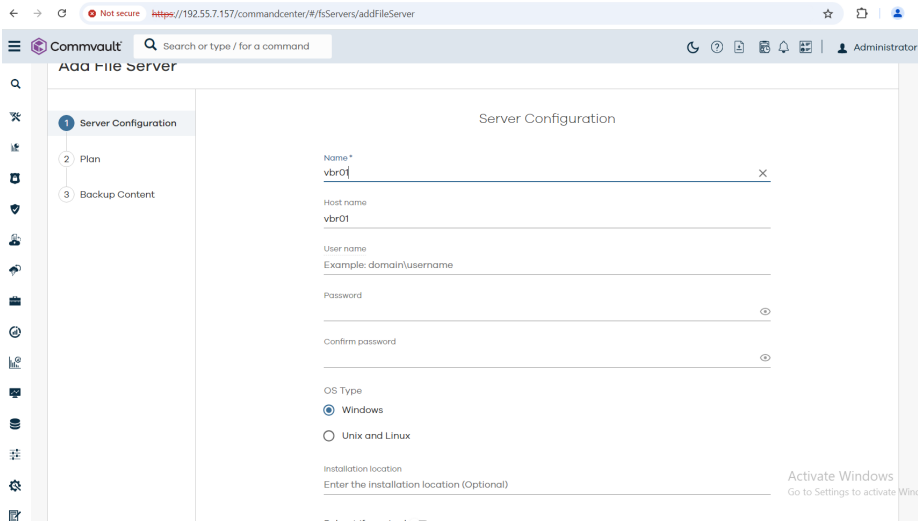 Not secure https://192.55.7.157/commandcenter/#/fsServers/addFileServer
Commvault Search or type / for a command Administrator
Add File Server
Server Configuration
1 Server Configuration
2 Plan
3 Backup Content
Name *
vbr01
Host name
vbr01
User name
Example: domain\username
Password
Confirm password
OS Type
Windows
Unix and Linux
Installation location
Enter the installation location (Optional)
Activate Windows
Go to Settings to activate Wind